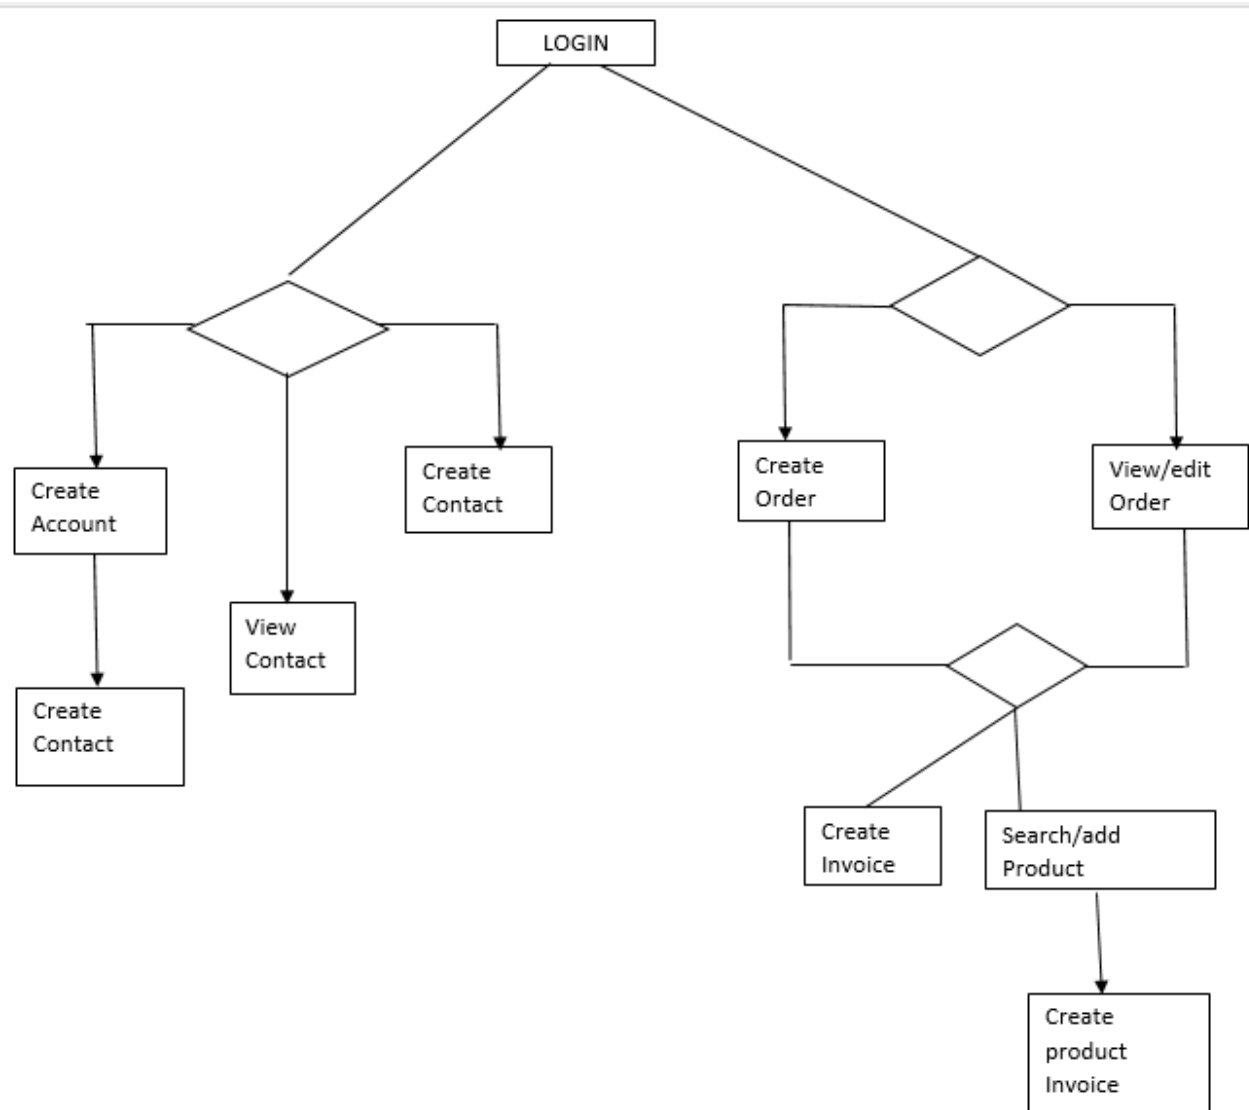 LOGIN
Create
Account
Create
Contact
View
Contact
Create
Contact
Create
Order
View/edit
Order
Create
Invoice
Search/add
Product
Create
product
Invoice